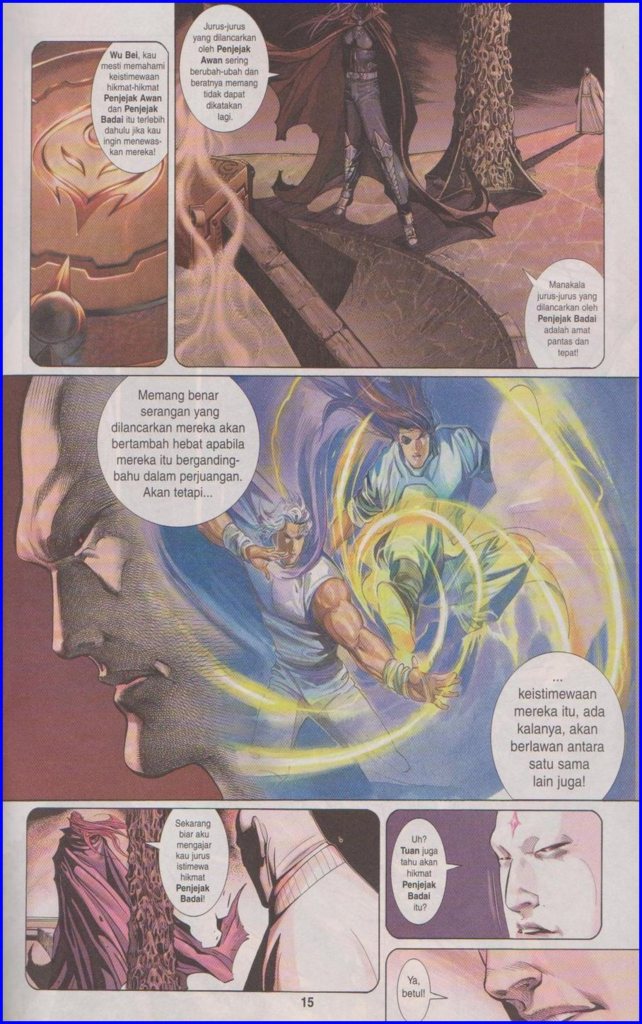 Wu Bei, kau
mesti memahami
keistimewaan
hikmat-hikmat
Penjejak Awan
dan Penjejak
Badai itu terlebih
dahulu jika kau
ingin menewas-
kan mereka!
Jurus-jurus
yang dilancarkan
oleh Penjejak
Awan sering
berubah-ubah dan
beratnya memang
tidak dapat
dikatakan
lagi.
Manakala
jurus-jurus yang
dilancarkan oleh
Penjejak Badai
adalah amat
pantas dan
tepat!
Memang benar
serangan yang
dilancarkan mereka akan
bertambah hebat apabila
mereka itu berganding-
bahu dalam perjuangan.
Akan tetapi...
...
keistimewaan
mereka itu, ada
kalanya, akan
berlawan antara
satu sama
lain juga!
Sekarang
biar aku
mengajar
kau jurus
istimewa
hikmat
Penjejak
Badai!
Uh?
Tuan juga
tahu akan
hikmat
Penjejak
Badai
itu?
Ya,
betul!
15